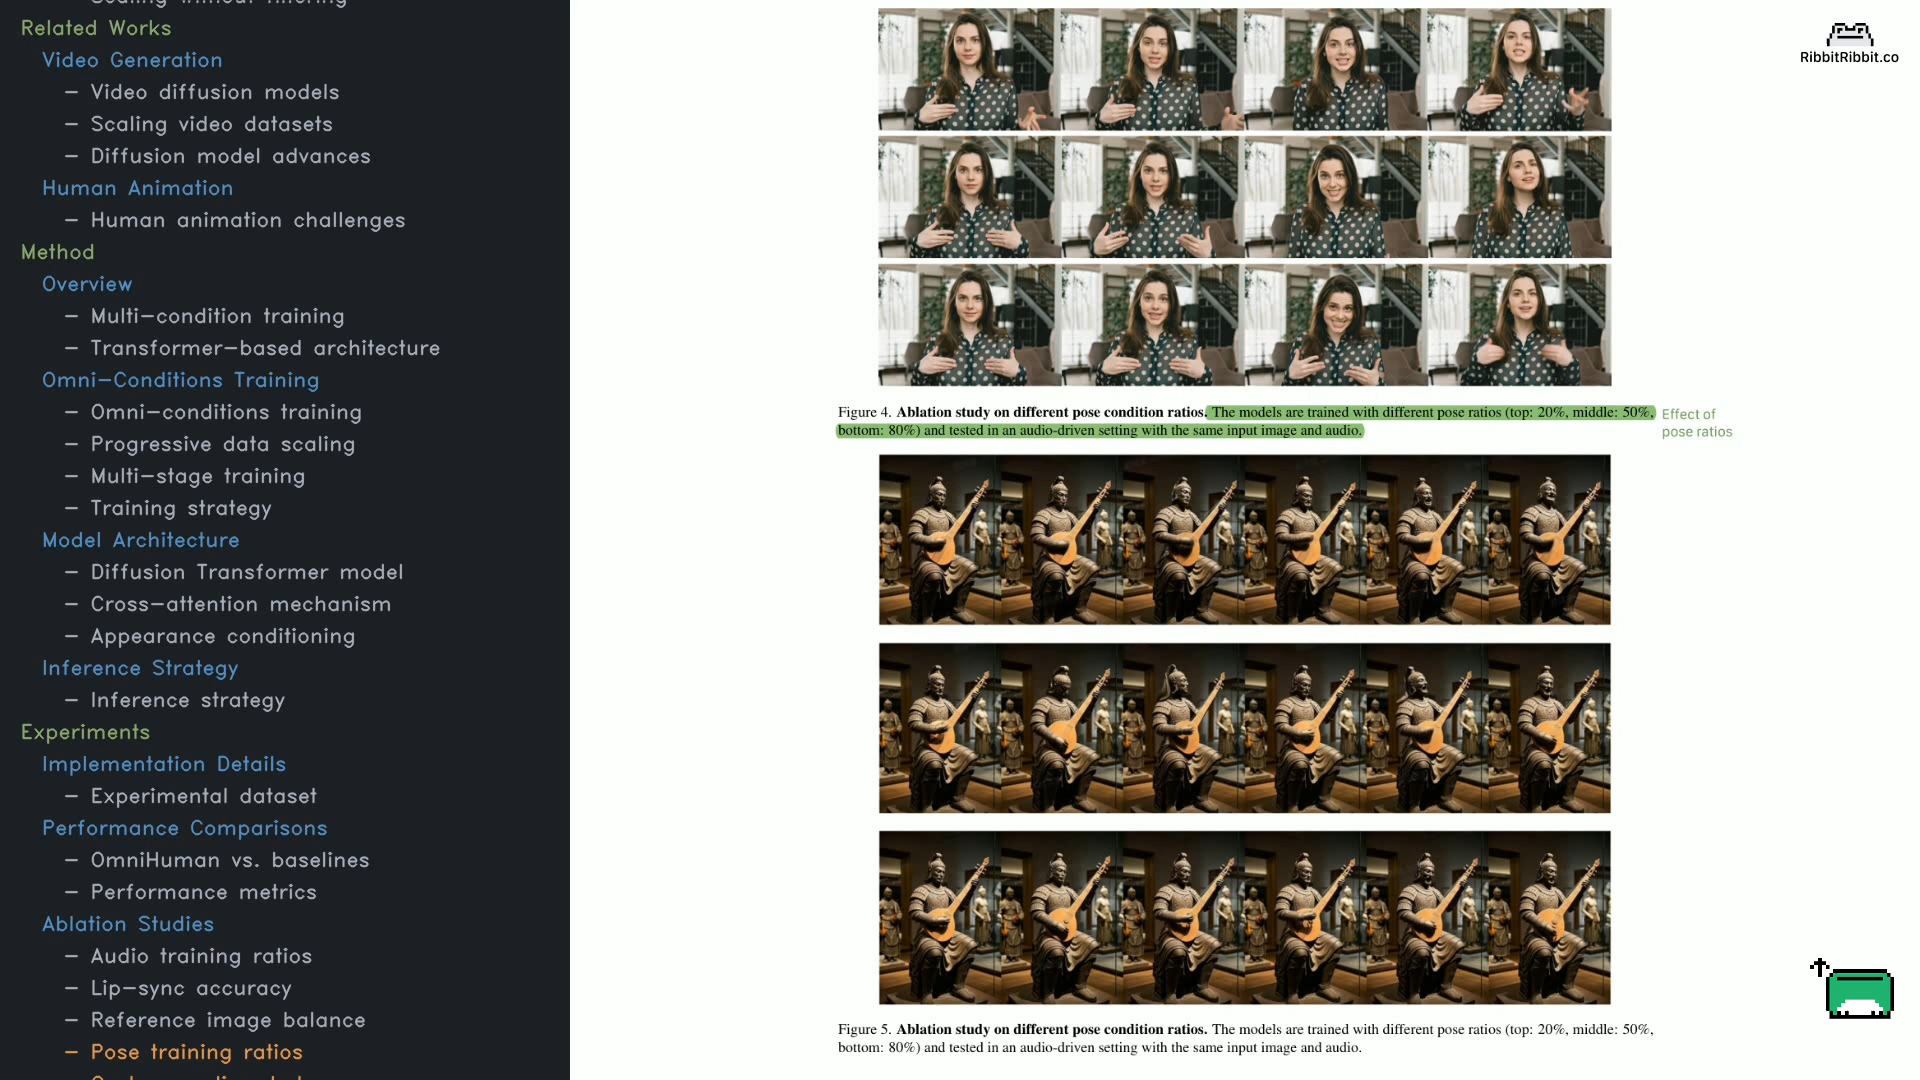 Related Works
Video Generation
– Video diffusion models
– Scaling video datasets
– Diffusion model advances
Human Animation
– Human animation challenges
Method
Overview
– Multi-condition training
– Transformer-based architecture
Omni-Conditions Training
– Omni-conditions training
– Progressive data scaling
– Multi-stage training
– Training strategy
Model Architecture
– Diffusion Transformer model
– Cross-attention mechanism
– Appearance conditioning
Inference Strategy
– Inference strategy
Experiments
Implementation Details
– Experimental dataset
Performance Comparisons
– OmniHuman vs. baselines
– Performance metrics
Ablation Studies
– Audio training ratios
– Lip-sync accuracy
– Reference image balance
– Pose training ratios
Figure 4. Ablation study on different pose condition ratios. The models are trained with different pose ratios (top: 20%, middle: 50%,
bottom: 80%) and tested in an audio-driven setting with the same input image and audio.
Effect of
pose ratios
Figure 5. Ablation study on different pose condition ratios. The models are trained with different pose ratios (top: 20%, middle: 50%,
bottom: 80%) and tested in an audio-driven setting with the same input image and audio.
RibbitRibbit.co